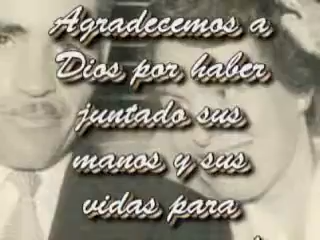 Agradecemos a
Dios por haber
juntado sus
manos y sus
vidas para